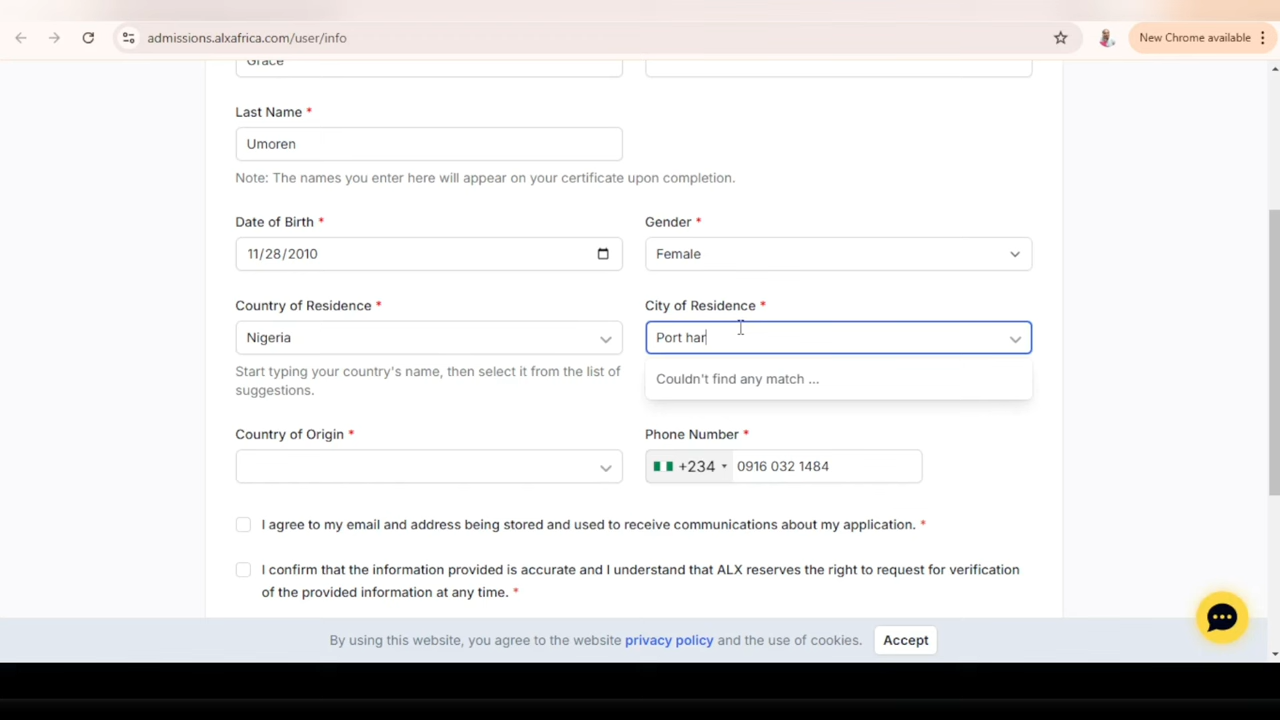 admissions.alxafrica.com/user/info
New Chrome available
Grace
Last Name *
Umoren
Note: The names you enter here will appear on your certificate upon completion.
Date of Birth *
Gender *
11/28/2010
Female
Country of Residence *
City of Residence *
Nigeria
Port har
Start typing your country's name, then select it from the list of
suggestions.
Couldn't find any match ...
Country of Origin *
Phone Number *
+234
0916 032 1484
I agree to my email and address being stored and used to receive communications about my application. *
I confirm that the information provided is accurate and I understand that ALX reserves the right to request for verification
of the provided information at any time. *
By using this website, you agree to the website privacy policy and the use of cookies.
Accept